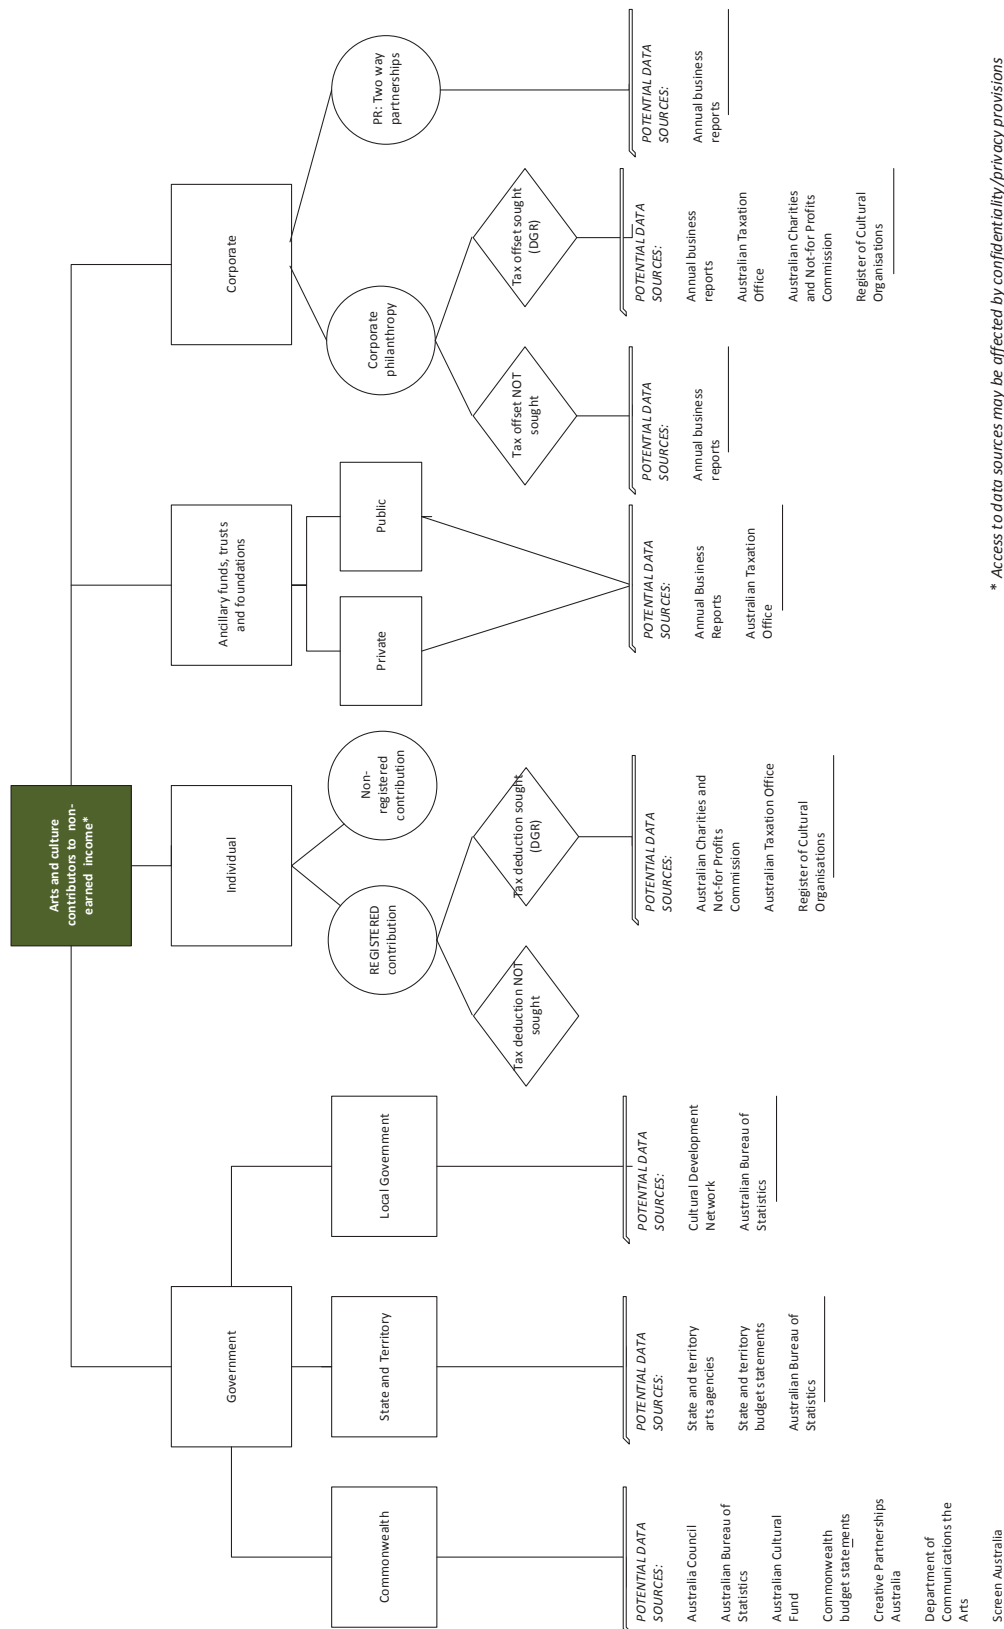 Arts and culture
contributors to non-
earned income*
Government
Individual
Ancillary funds, trusts
and foundations
Corporate
Commonwealth
State and Territory
Local Government
REGISTERED
contribution
Non-
registered
contribution
Private
Public
Corporate
philanthropy
PR: Two way
partnerships
Tax deduction NOT
sought
Tax deduction sought
(DGR)
Tax offset NOT
sought
Tax offset sought
(DGR)
POTENTIAL DATA
SOURCES:
Australia Council
Australian Bureau of
Statistics
Australian Cultural
Fund
Commonwealth
budget statements
Creative Partnerships
Australia
Department of
Communications the
Arts
Screen Australia
POTENTIAL DATA
SOURCES:
State and territory
arts agencies
State and territory
budget statements
Australian Bureau of
Statistics
POTENTIAL DATA
SOURCES:
Cultural Development
Network
Australian Bureau of
Statistics
POTENTIAL DATA
SOURCES:
Australian Charities and
Not-for Profits
Commission
Australian Taxation Office
Register of Cultural
Organisations
POTENTIAL DATA
SOURCES:
Annual Business
Reports
Australian Taxation
Office
POTENTIAL DATA
SOURCES:
Annual business
reports
POTENTIAL DATA
SOURCES:
Annual business
reports
Australian Taxation
Office
Australian Charities
and Not-for Profits
Commission
Register of Cultural
Organisations
POTENTIAL DATA
SOURCES:
Annual business
reports
* Access to data sources may be affected by confidentiality/privacy provisions